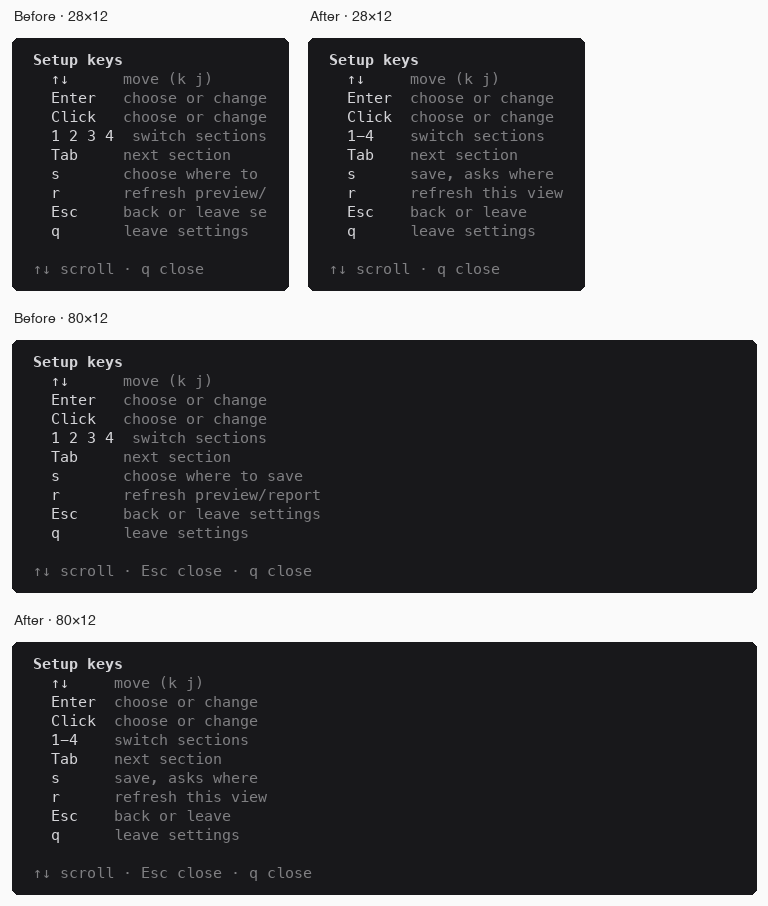 Before · 28×12
Setup keys
↑↓ move (k j)
Enter choose or change
Click choose or change
1 2 3 4 switch sections
Tab next section
s choose where to
r refresh preview/
Esc back or leave se
q leave settings
↑↓ scroll · q close
After · 28×12
Setup keys
↑↓ move (k j)
Enter choose or change
Click choose or change
1–4 switch sections
Tab next section
s save, asks where
r refresh this view
Esc back or leave
q leave settings
↑↓ scroll · q close
Before · 80×12
Setup keys
↑↓ move (k j)
Enter choose or change
Click choose or change
1 2 3 4 switch sections
Tab next section
s choose where to save
r refresh preview/report
Esc back or leave settings
q leave settings
↑↓ scroll · Esc close · q close
After · 80×12
Setup keys
↑↓ move (k j)
Enter choose or change
Click choose or change
1–4 switch sections
Tab next section
s save, asks where
r refresh this view
Esc back or leave
q leave settings
↑↓ scroll · Esc close · q close